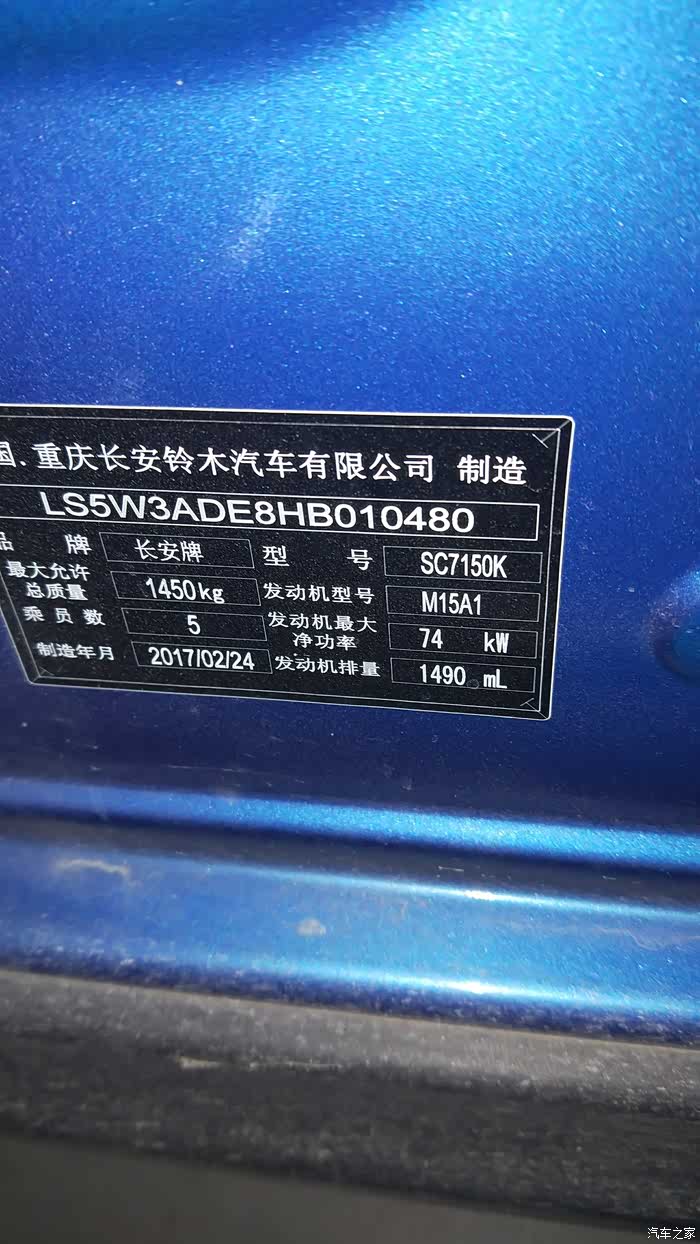 国.重庆长安铃木汽车有限公司 制造
LS5W3ADE8HB010480
品 牌 长安牌 型 号 SC7150K
最大允许总质量 1450kg 发动机型号 M15A1
乘员数 5 发动机最大净功率 74 kW
制造年月 2017/02/24 发动机排量 1490 mL
汽车之家